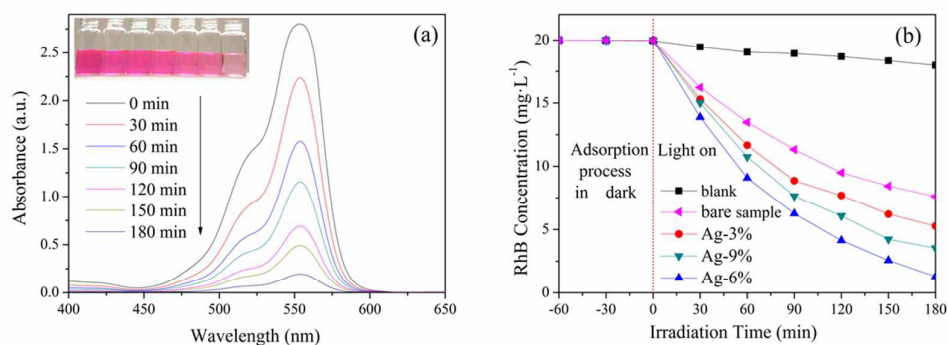 (a)
2.5
2.0
1.5
1.0
0.5
0.0
Absorbance (a.u.)
0 min
30 min
60 min
90 min
120 min
150 min
180 min
400 450 500 550 600 650
Wavelength (nm)
(b)
20
15
10
5
0
RhB Concentration (mg·L⁻¹)
Adsorption
process
in dark
Light on
blank
bare sample
Ag-3%
Ag-9%
Ag-6%
-60 -30 0 30 60 90 120 150 180
Irradiation Time (min)